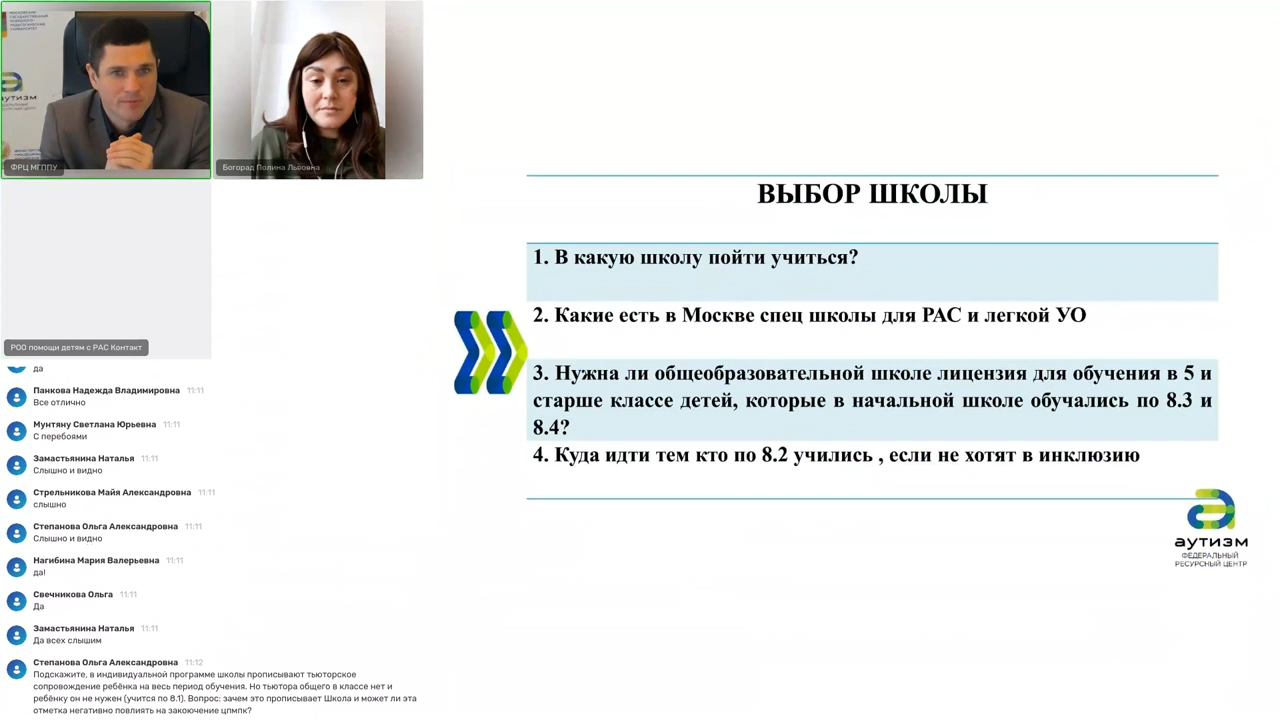 МОСКОВСКИЙ
ГОСУДАРСТВЕННЫЙ
ПСИХОЛОГО-
ПЕДАГОГИЧЕСКИЙ
УНИВЕРСИТЕТ
аутизм
ФРЦ МГППУ
Богорад Полина Львовна
РОО помощи детям с РАС Контакт
да
Панкова Надежда Владимировна 11:11
Все отлично
Мунтяну Светлана Юрьевна 11:11
С перебоями
Замастьянина Наталья 11:11
Слышно и видно
Стрельникова Майя Александровна 11:11
слышно
Степанова Ольга Александровна 11:11
Слышно и видно
Нагибина Мария Валерьевна 11:11
да!
Свечникова Ольга 11:11
Да
Замастьянина Наталья 11:11
Да всех слышим
Степанова Ольга Александровна 11:12
Подскажите, в индивидуальной программе школы прописывают тьюторское
сопровождение ребёнка на весь период обучения. Но тьютора общего в классе нет и
ребёнку он не нужен (учится по 8.1). Вопрос: зачем это прописывает Школа и может ли эта
отметка негативно повлиять на закоючение цпмпк?
ВЫБОР ШКОЛЫ
1. В какую школу пойти учиться?
2. Какие есть в Москве спец школы для РАС и легкой УО
3. Нужна ли общеобразовательной школе лицензия для обучения в 5 и
старше классе детей, которые в начальной школе обучались по 8.3 и
8.4?
4. Куда идти тем кто по 8.2 учились , если не хотят в инклюзию
аутизм
ФЕДЕРАЛЬНЫЙ
РЕСУРСНЫЙ ЦЕНТР